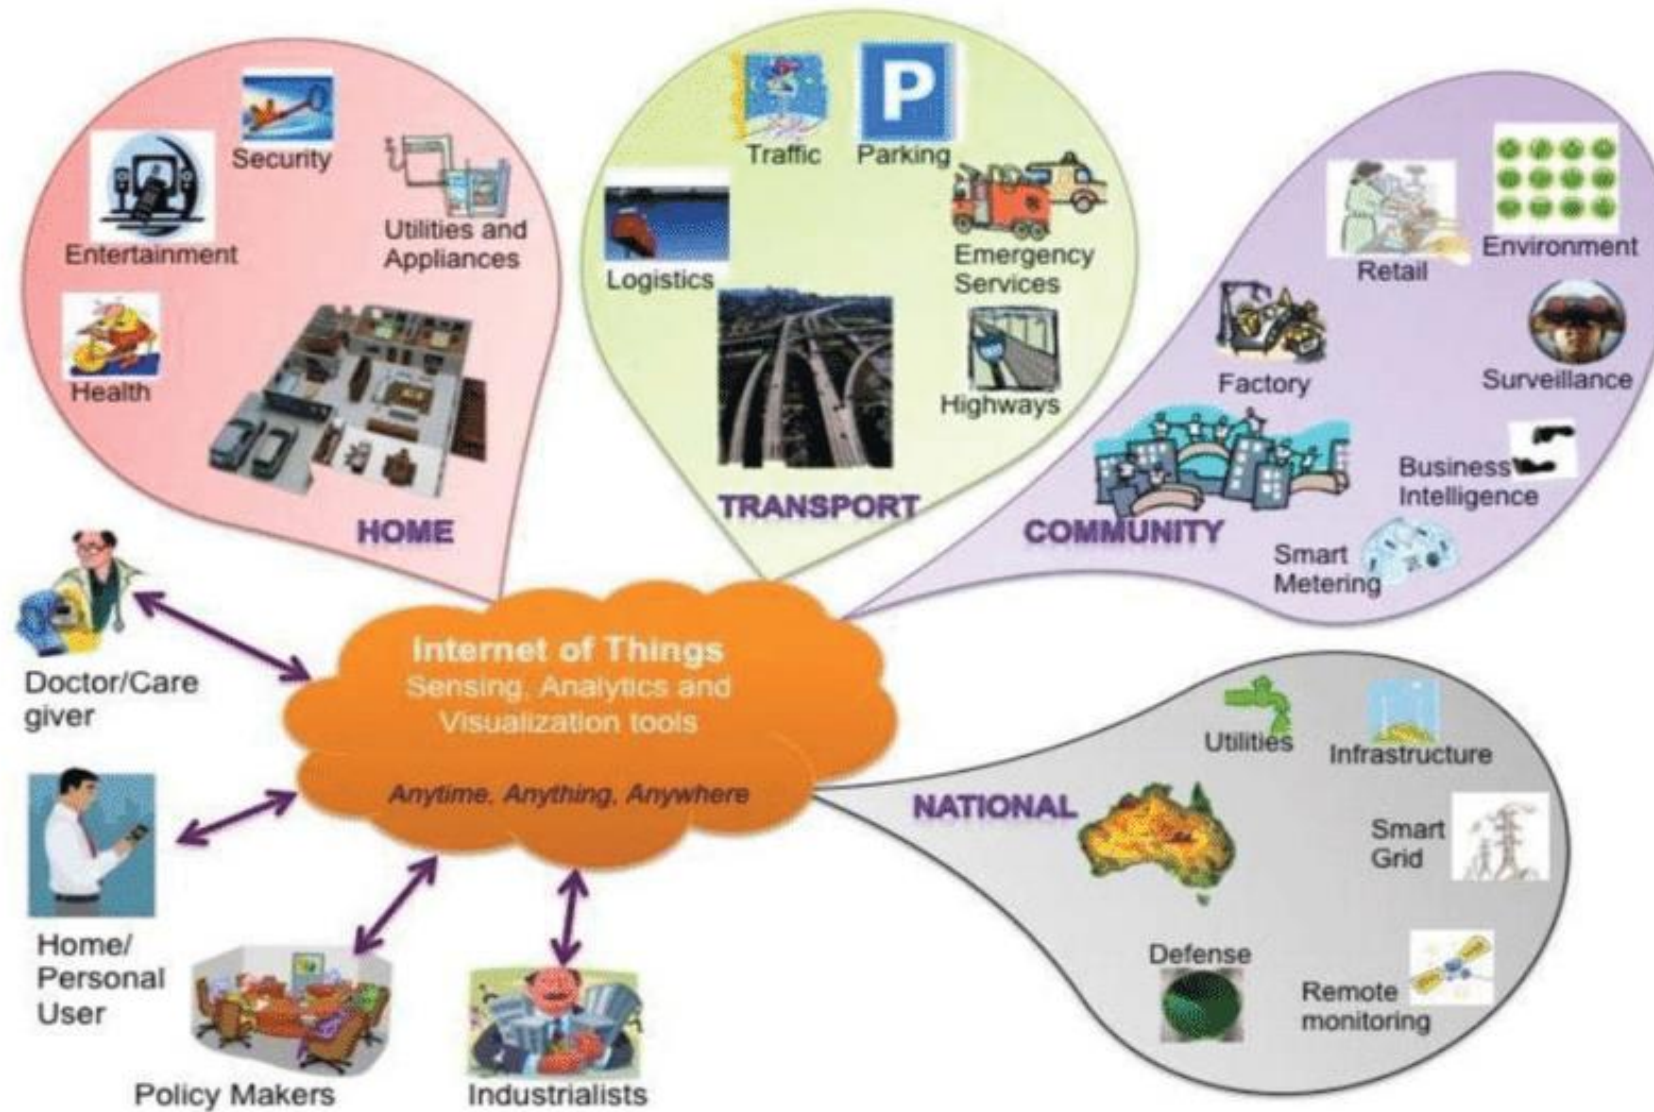 Security
Entertainment
Utilities and
Appliances
Health
HOME
Traffic
P
Parking
Logistics
Emergency
Services
Highways
TRANSPORT
Retail
Environment
Factory
Surveillance
Business
Intelligence
Smart
Metering
COMMUNITY
Doctor/Care
giver
Home/
Personal
User
Policy Makers
Industrialists
Internet of Things
Sensing, Analytics and
Visualization tools
Anytime, Anything, Anywhere
NATIONAL
Utilities
Infrastructure
Smart
Grid
Defense
Remote
monitoring